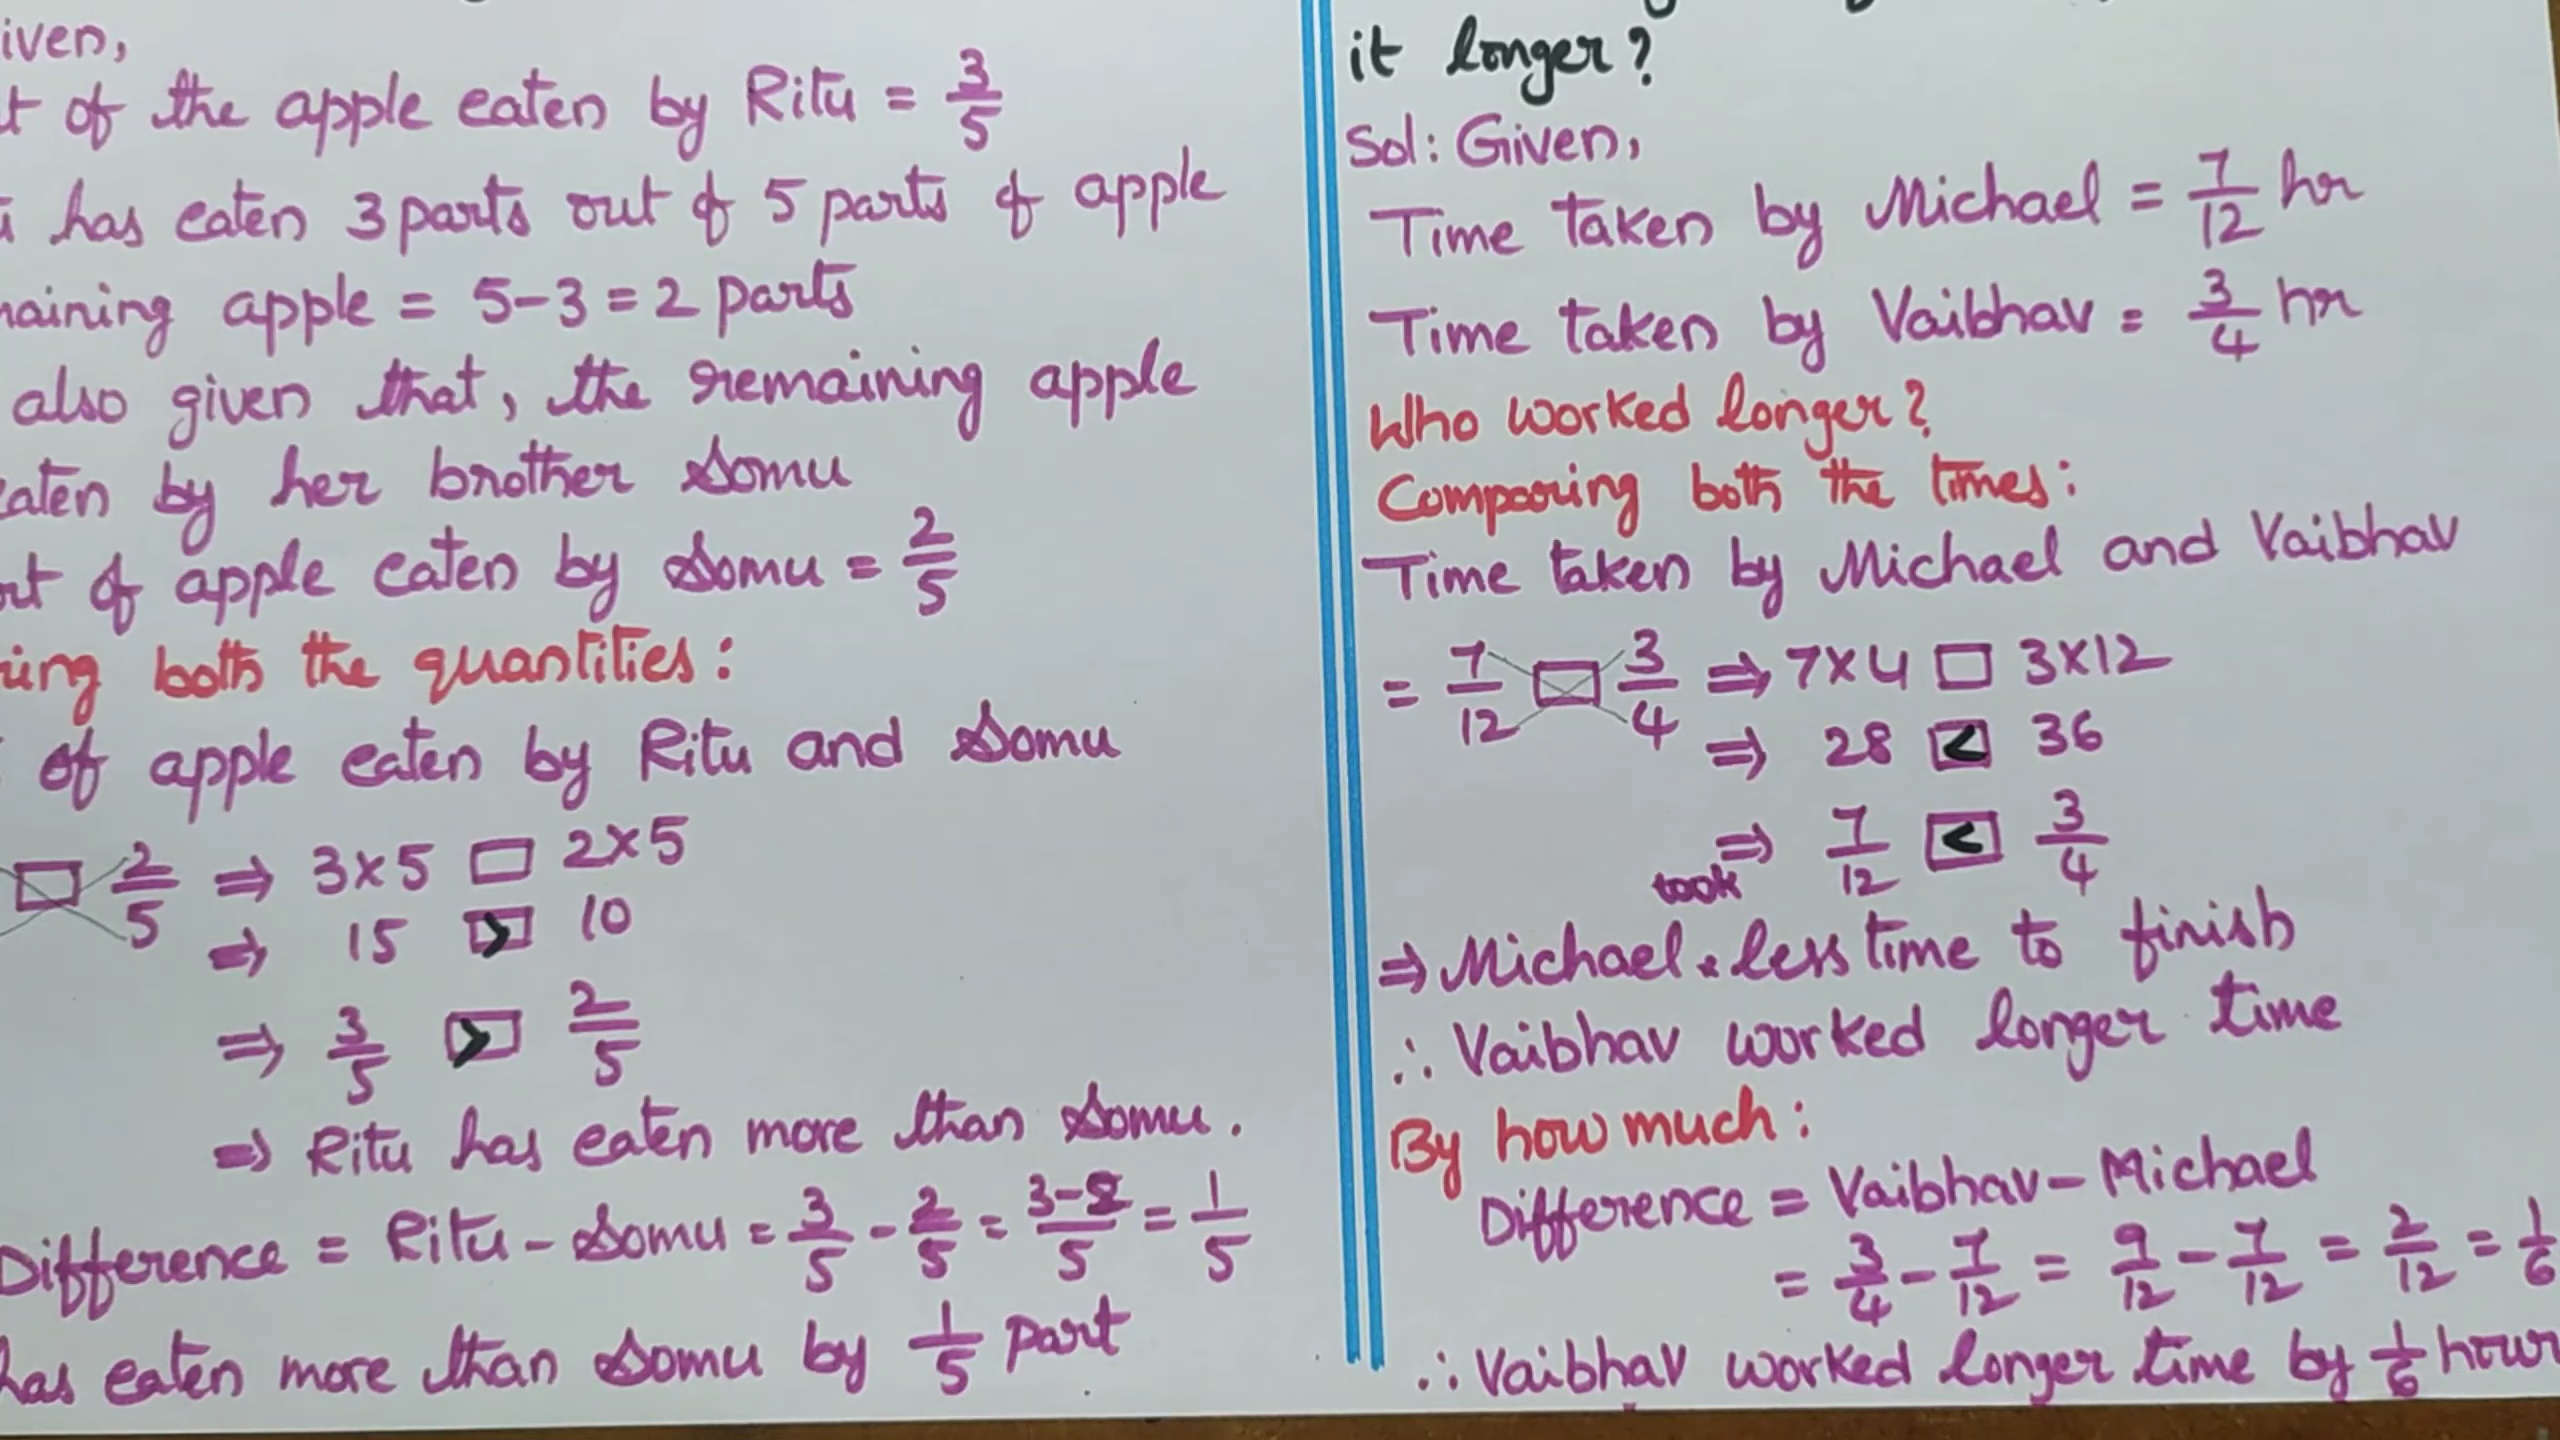 iven,
t of the apple eaten by Ritu = 3/5
has eaten 3 parts out of 5 parts of apple
aining apple = 5-3 = 2 parts
also given that, the remaining apple
eaten by her brother Somu
rt of apple eaten by Somu = 2/5
ring both the quantities:
of apple eaten by Ritu and Somu
□ 2/5 ⇒ 3×5 □ 2×5
⇒ 15 > 10
⇒ 3/5 > 2/5
⇒ Ritu has eaten more than Somu.
Difference = Ritu - Somu = 3/5 - 2/5 = 3-2/5 = 1/5
has eaten more than Somu by 1/5 part
it longer?
Sol: Given,
Time taken by Michael = 7/12 hr
Time taken by Vaibhav = 3/4 hr
Who worked longer?
Comparing both the times:
Time taken by Michael and Vaibhav
= 7/12 □ 3/4 ⇒ 7×4 □ 3×12
⇒ 28 < 36
⇒ 7/12 < 3/4
took
⇒ Michael less time to finish
∴ Vaibhav worked longer time
By how much:
Difference = Vaibhav - Michael
= 3/4 - 7/12 = 9/12 - 7/12 = 2/12 = 1/6
∴ Vaibhav worked longer time by 1/6 hour